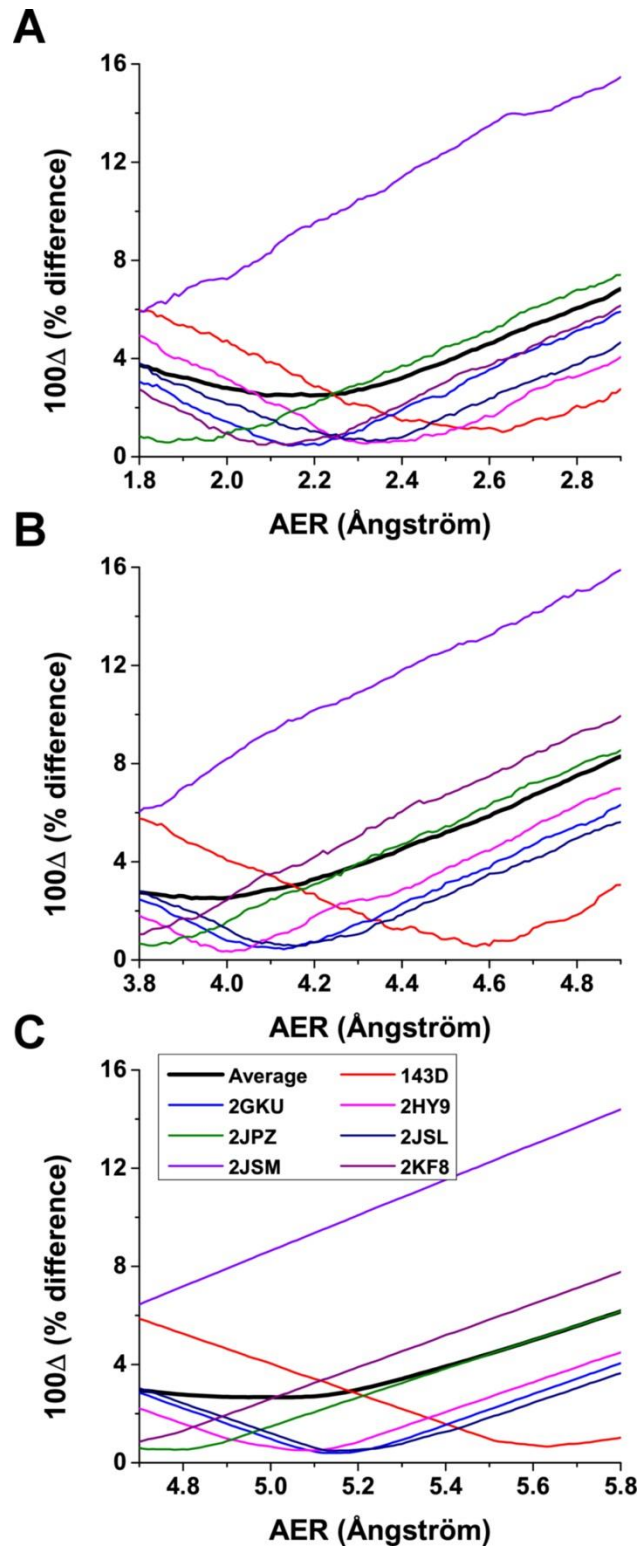 A
16
12
8
4
0
100Δ (% difference)
1.8 2.0 2.2 2.4 2.6 2.8
AER (Ångström)
B
16
12
8
4
0
100Δ (% difference)
3.8 4.0 4.2 4.4 4.6 4.8
AER (Ångström)
C
16
12
8
4
0
100Δ (% difference)
Average 143D
2GKU 2HY9
2JPZ 2JSL
2JSM 2KF8
4.8 5.0 5.2 5.4 5.6 5.8
AER (Ångström)